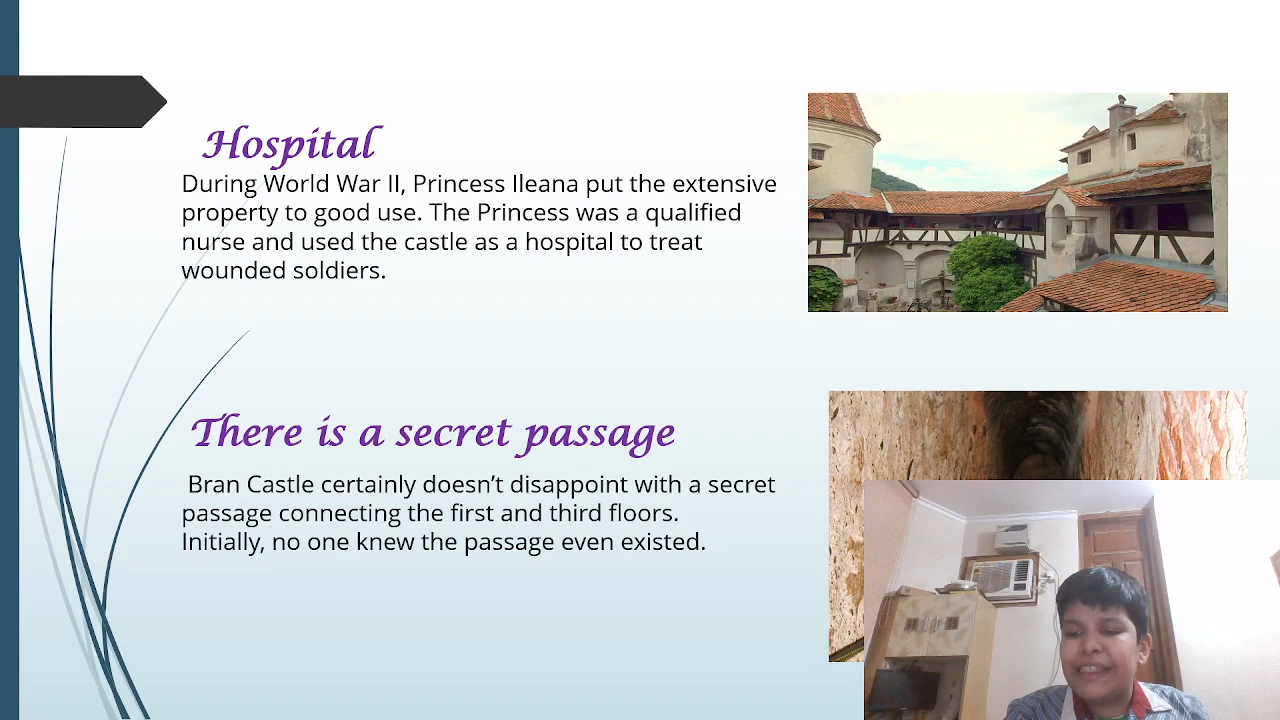 Hospital
During World War II, Princess Ileana put the extensive
property to good use. The Princess was a qualified
nurse and used the castle as a hospital to treat
wounded soldiers.
There is a secret passage
Bran Castle certainly doesn’t disappoint with a secret
passage connecting the first and third floors.
Initially, no one knew the passage even existed.